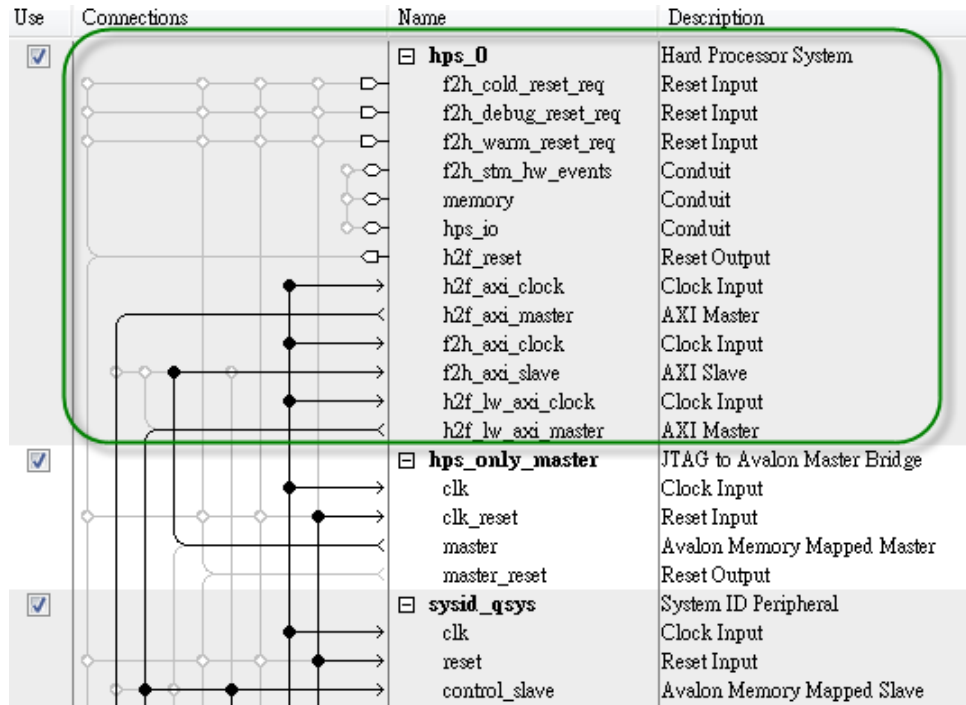 Use Connections Name Description
hps_0 Hard Processor System
f2h_cold_reset_req Reset Input
f2h_debug_reset_req Reset Input
f2h_warm_reset_req Reset Input
f2h_stm_hw_events Conduit
memory Conduit
hps_io Conduit
h2f_reset Reset Output
h2f_axi_clock Clock Input
h2f_axi_master AXI Master
f2h_axi_clock Clock Input
f2h_axi_slave AXI Slave
h2f_lw_axi_clock Clock Input
h2f_lw_axi_master AXI Master
hps_only_master JTAG to Avalon Master Bridge
clk Clock Input
clk_reset Reset Input
master Avalon Memory Mapped Master
master_reset Reset Output
sysid_qsys System ID Peripheral
clk Clock Input
reset Reset Input
control_slave Avalon Memory Mapped Slave